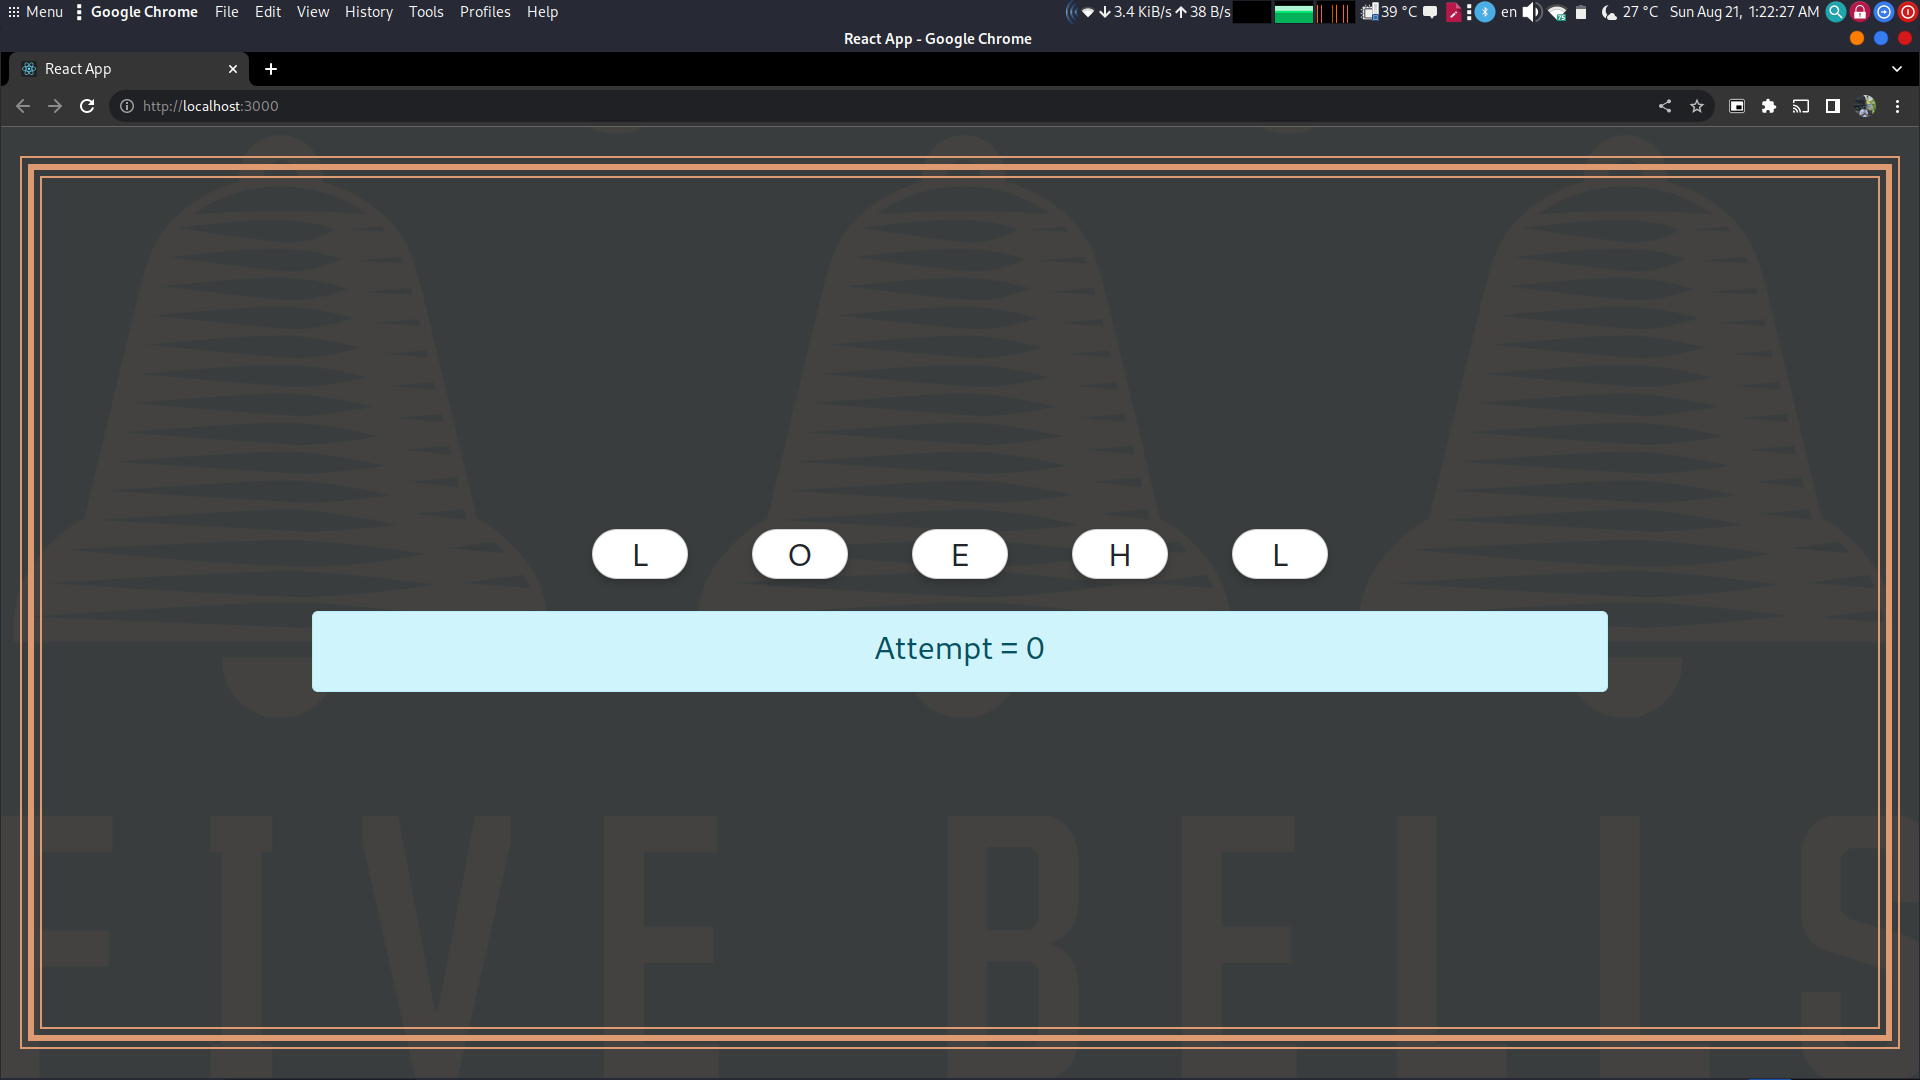 Menu Google Chrome File Edit View History Tools Profiles Help 3.4 KiB/s 38 B/s 39 °C en 27 °C Sun Aug 21, 1:22:27 AM
React App - Google Chrome
React App
http://localhost:3000
L O E H L
Attempt = 0
FIVE BELLS